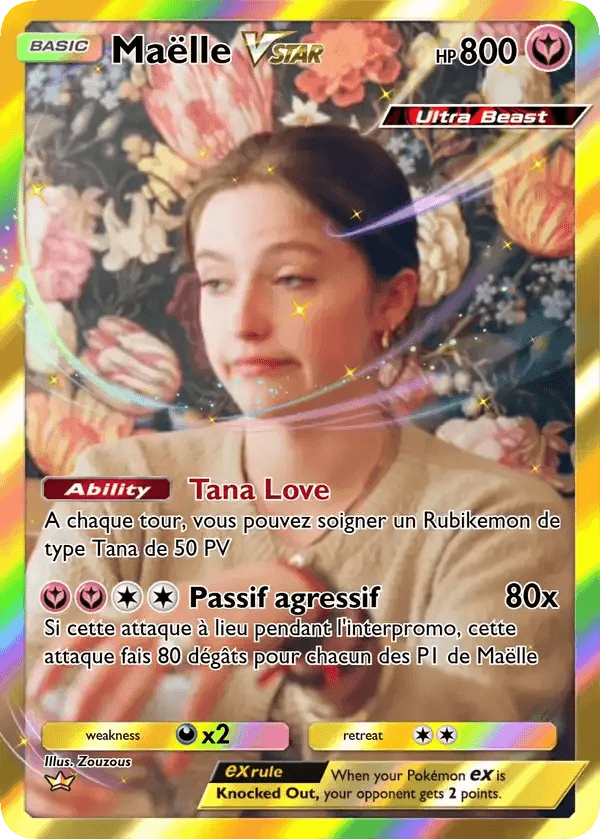 BASIC Maëlle VSTAR HP 800
Ultra Beast
Ability Tana Love
A chaque tour, vous pouvez soigner un Rubikemon de
type Tana de 50 PV
Passif agressif 80x
Si cette attaque à lieu pendant l'interpromo, cette
attaque fais 80 dégâts pour chacun des P1 de Maëlle
weakness x2 retreat
Illus. Zouzous
ex rule When your Pokémon ex is
Knocked Out, your opponent gets 2 points.